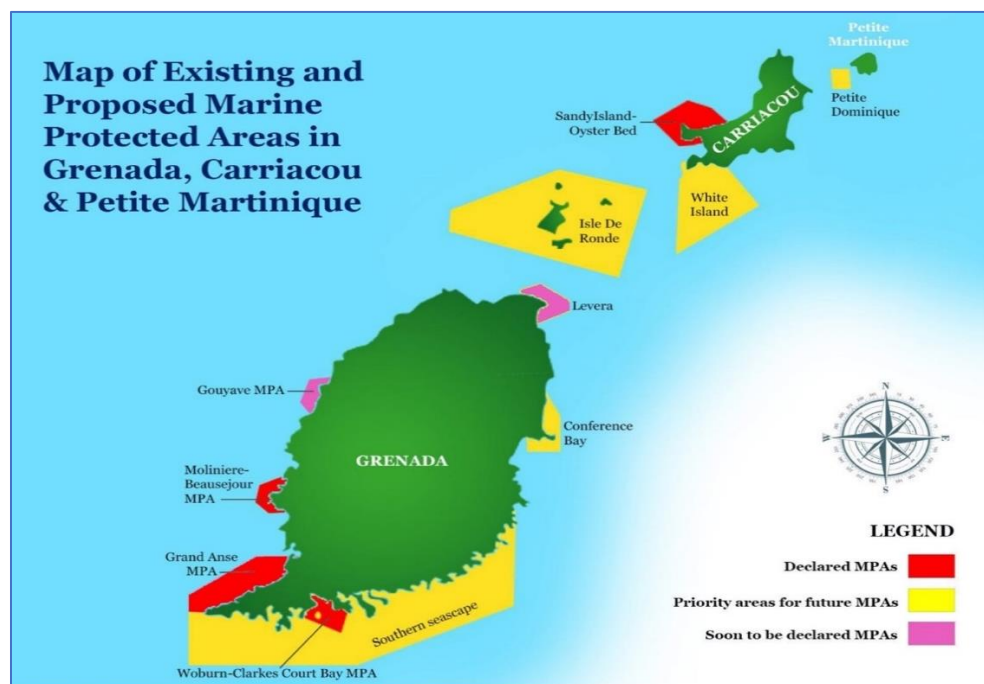 Map of Existing and
Proposed Marine
Protected Areas in
Grenada, Carriacou
& Petite Martinique
Petite
Martinique
Petite
Dominique
SandyIsland-
Oyster Bed
CARRIACOU
White
Island
Isle De
Ronde
Levera
Gouyave MPA
Conference
Bay
GRENADA
Moliniere-
Beausejour
MPA
Grand Anse
MPA
Southern seascape
Woburn-Clarkes Court Bay MPA
N
W
E
S
LEGEND
Declared MPAs
Priority areas for future MPAs
Soon to be declared MPAs